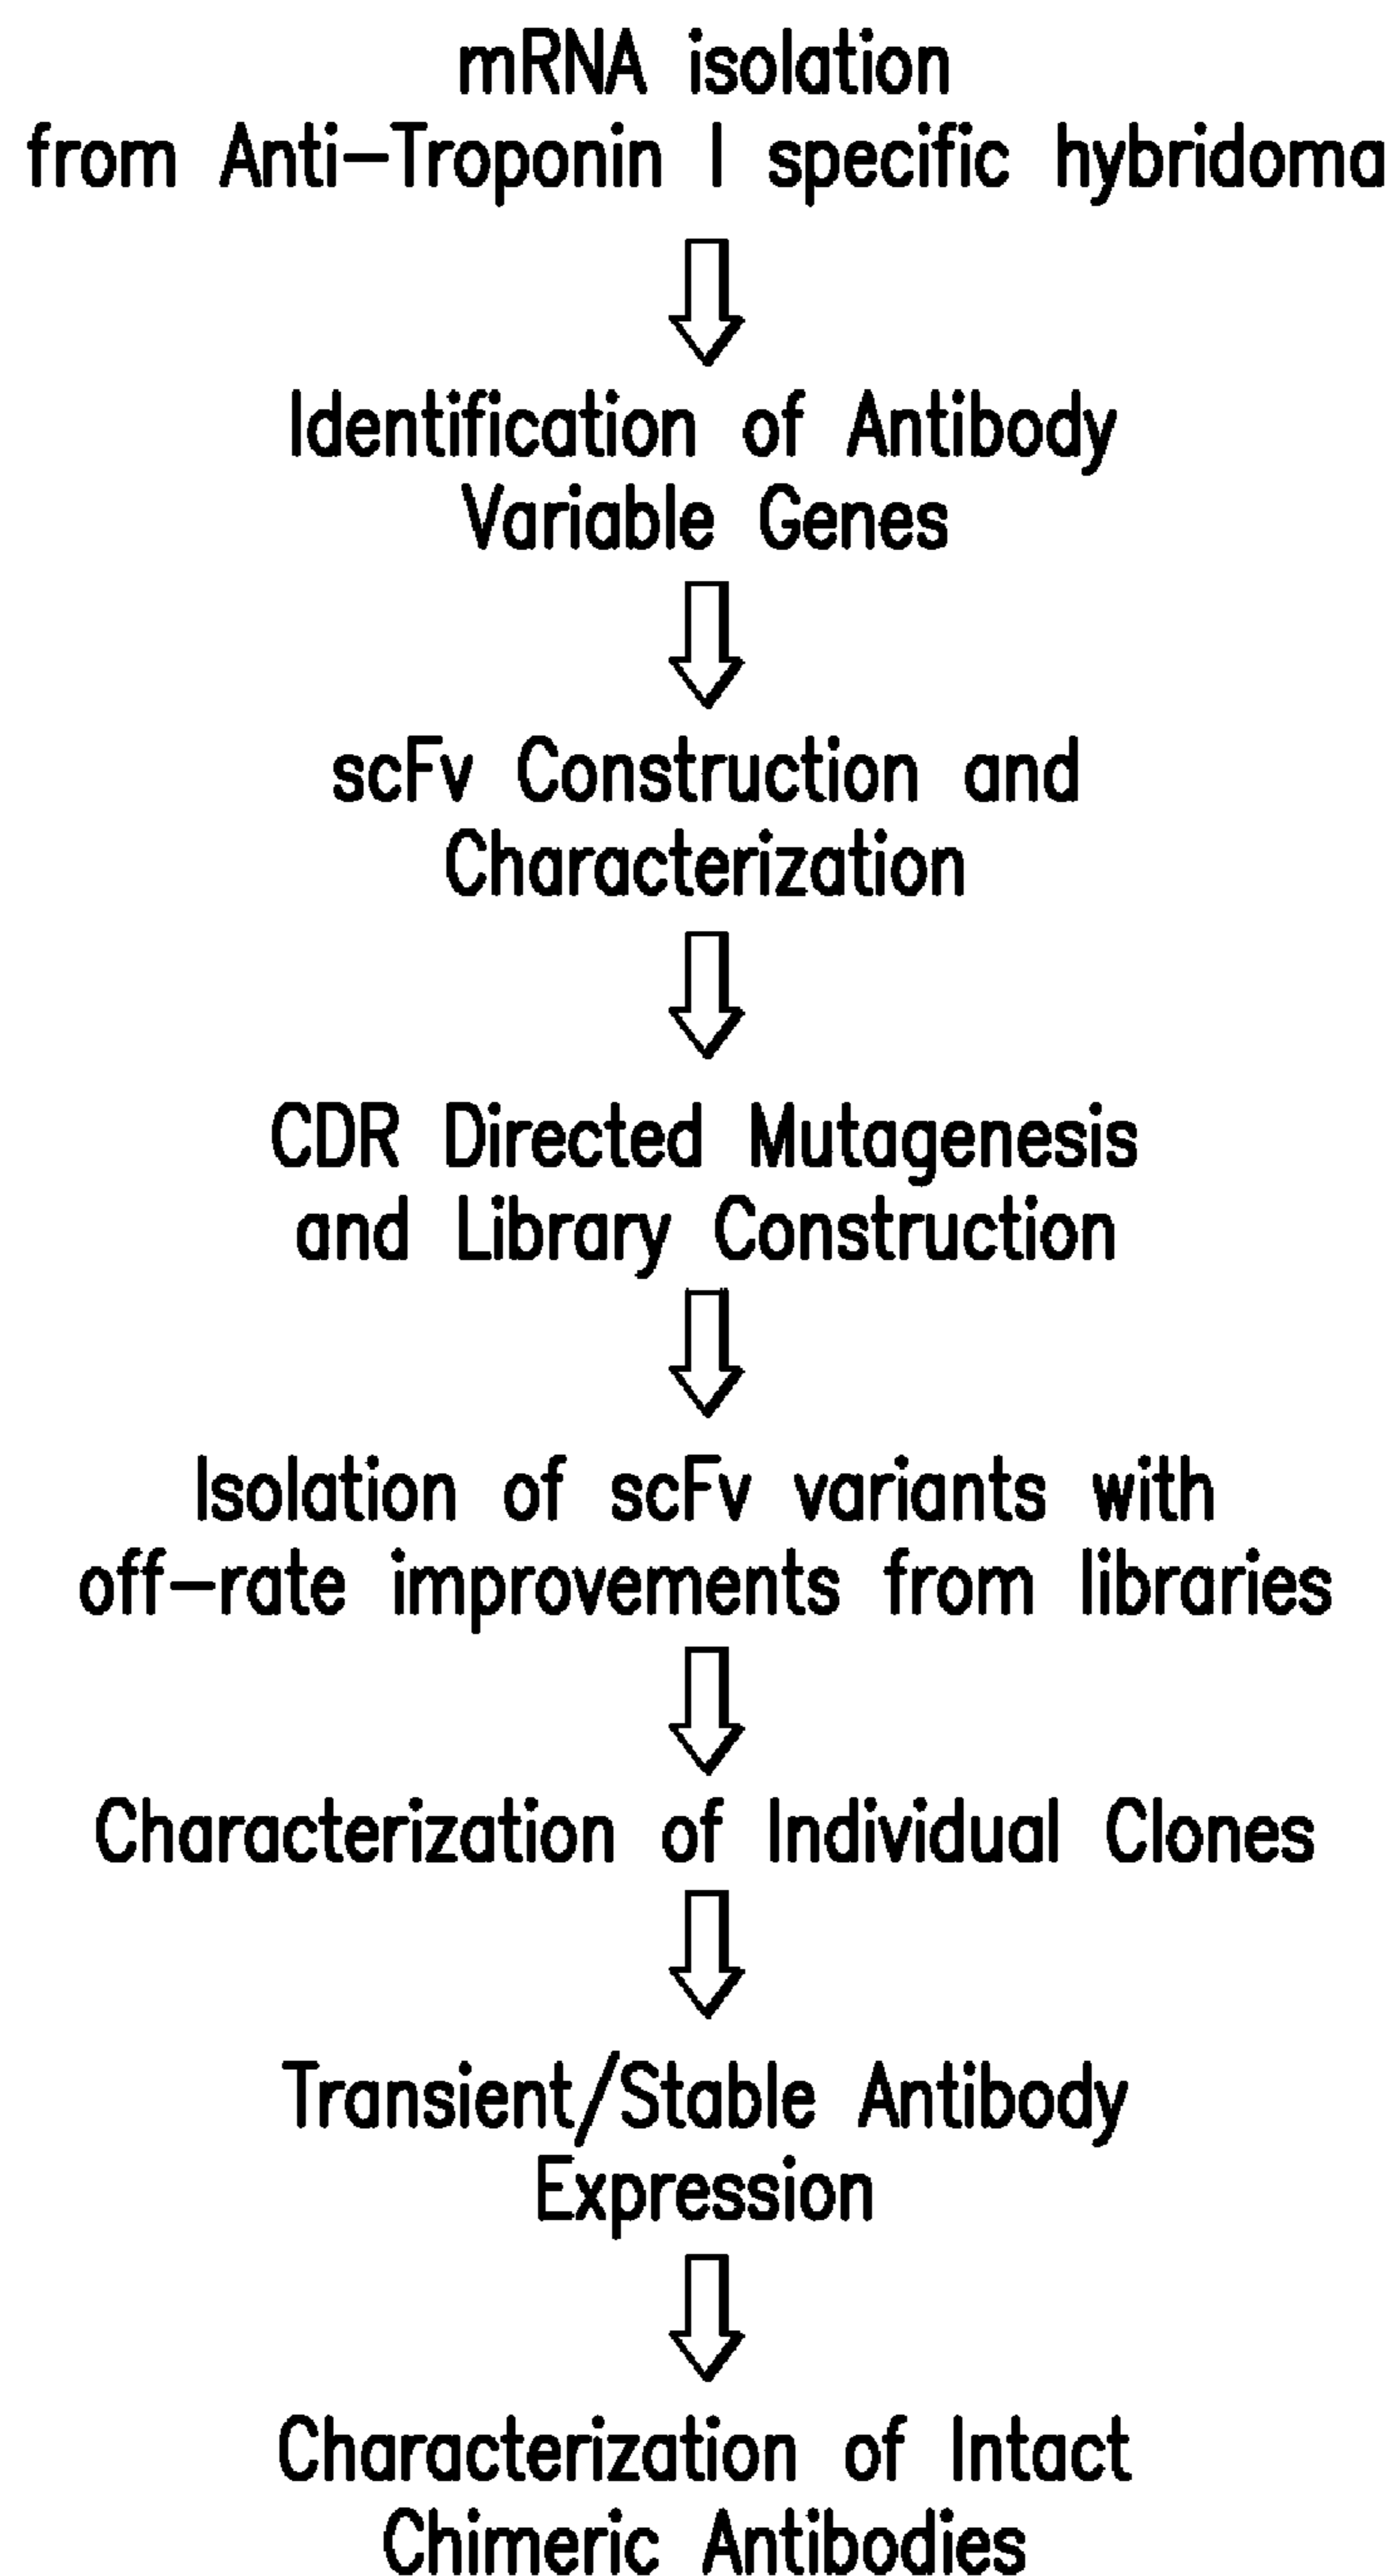 mRNA isolation
from Anti-Troponin I specific hybridoma
Identification of Antibody
Variable Genes
scFv Construction and
Characterization
CDR Directed Mutagenesis
and Library Construction
Isolation of scFv variants with
off-rate improvements from libraries
Characterization of Individual Clones
Transient/Stable Antibody
Expression
Characterization of Intact
Chimeric Antibodies